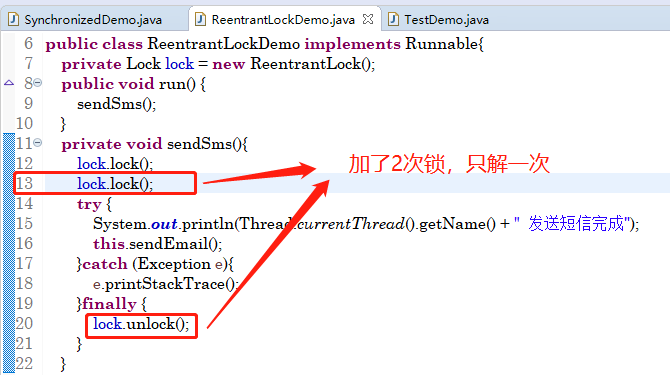 SynchronizedDemo.java ReentrantLockDemo.java TestDemo.java
6 public class ReentrantLockDemo implements Runnable{
7 private Lock lock = new ReentrantLock();
8 public void run() {
9 sendSms();
10 }
11 private void sendSms(){
12 lock.lock();
加了2次锁，只解一次
13 lock.lock();
14 try {
15 System.out.println(Thread.currentThread().getName() + " 发送短信完成");
16 this.sendEmail();
17 }catch (Exception e){
18 e.printStackTrace();
19 }finally {
20 lock.unlock();
21 }
22 }